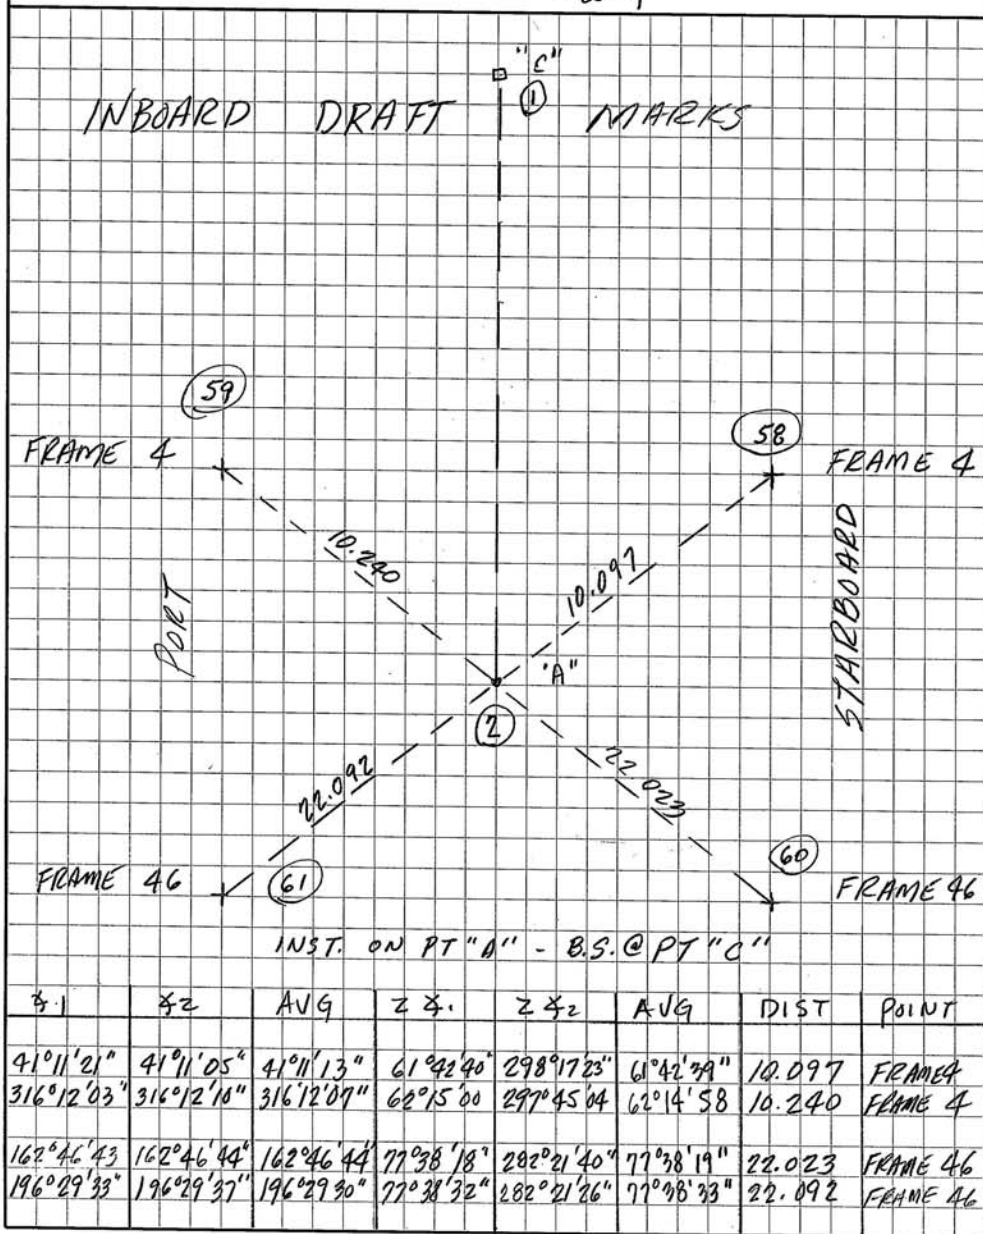 "C"
①
INBOARD DRAFT MARKS
59
58
FRAME 4
FRAME 4
10.240
10.097
PORT
STARBOARD
"A"
2
22.092
22.023
60
FRAME 46
61
FRAME 46
INST. ON PT "A" - B.S. @ PT "C"
∡1 ∡2 AVG Z ∡1 Z ∡2 AVG DIST POINT
41°11'21" 41°11'05" 41°11'13" 61°42'40" 298°17'23" 61°42'39" 10.097 FRAME 4
316°12'03" 316°12'10" 316°12'07" 62°15'00 297°45'04 62°14'58 10.240 FRAME 4
162°46'43 162°46'44" 162°46'44" 77°38'18" 282°21'40" 77°38'19" 22.023 FRAME 46
196°29'33" 196°29'37" 196°29'30" 77°38'32" 282°21'26" 77°38'33" 22.092 FRAME 46